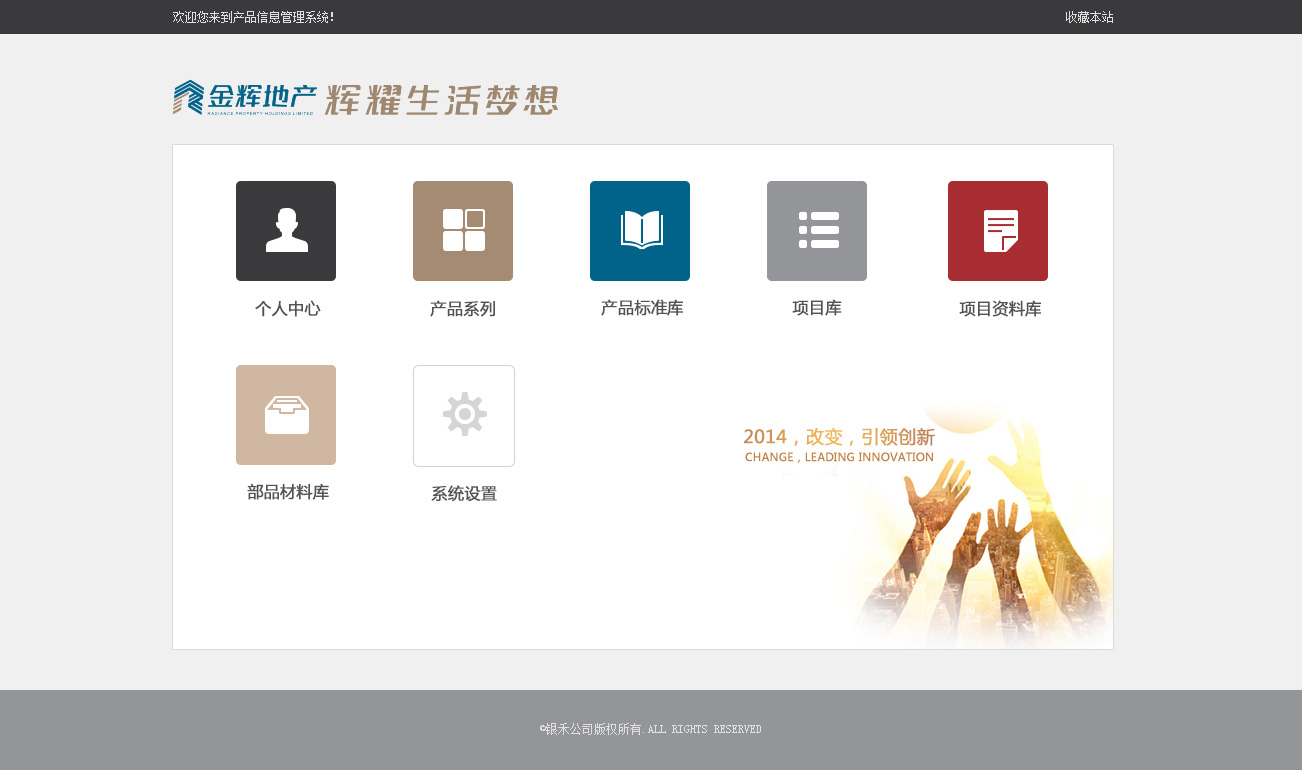 欢迎您来到产品信息管理系统!
收藏本站
金辉地产
RADIANCE PROPERTY HOLDINGS LIMITED
辉耀生活梦想
个人中心
产品系列
产品标准库
项目库
项目资料库
部品材料库
系统设置
2014，改变，引领创新
CHANGE，LEADING INNOVATION
©银禾公司版权所有.ALL RIGHTS RESERVED